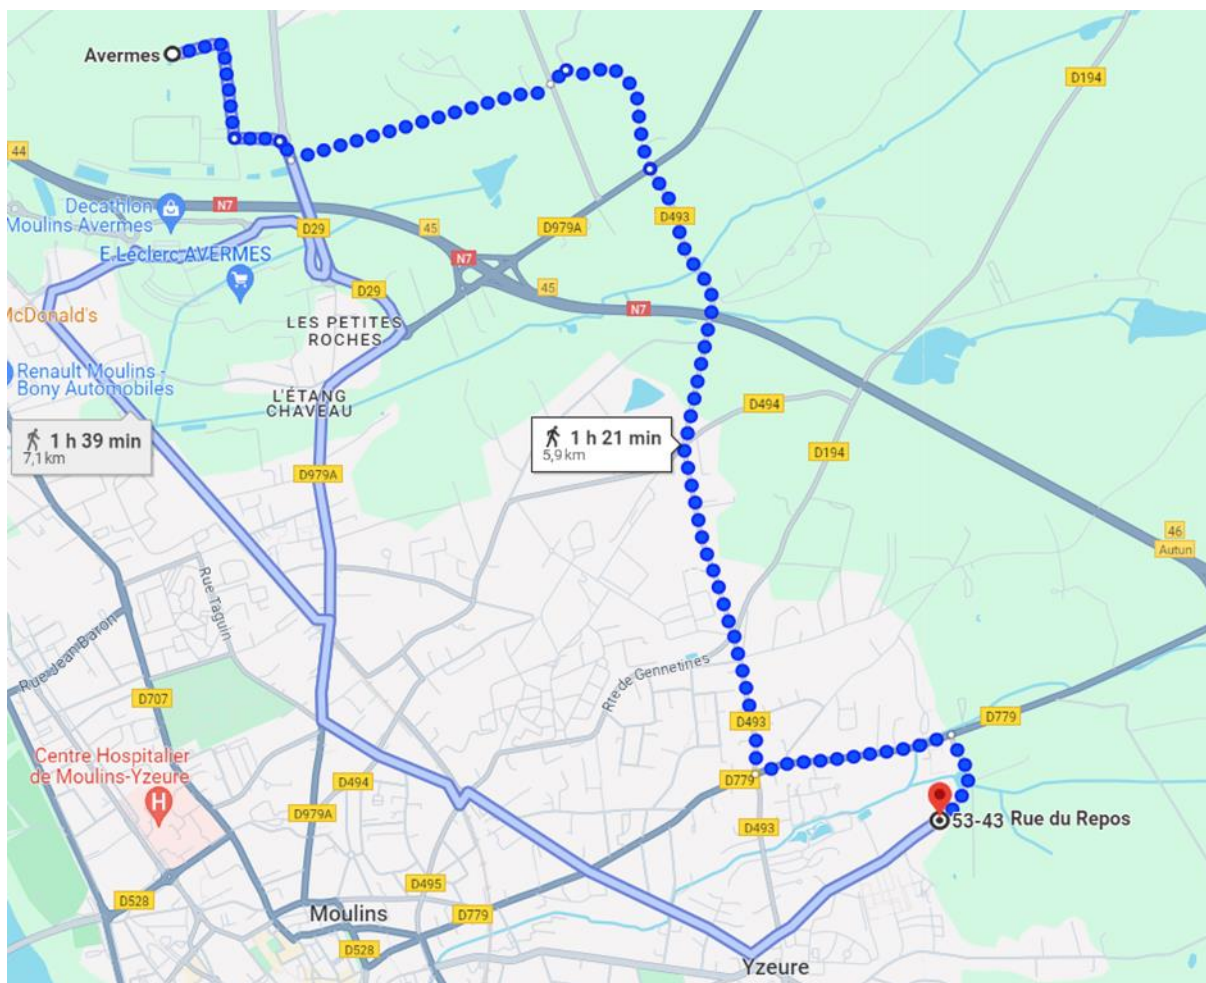 Avermes
D194
44
Decathlon
Moulins Avermes
N7
D29
45
D979A
D493
N7
E.Leclerc AVERMES
D29
45
N7
McDonald's
LES PETITES
ROCHES
Renault Moulins -
Bony Automobiles
L'ÉTANG
CHAVEAU
D494
1 h 39 min
7,1 km
1 h 21 min
5,9 km
D194
D979A
46
Autun
Rue Taguin
Rue Jean Baron
Rte de Gennetines
D707
D493
D779
Centre Hospitalier
de Moulins-Yzeure
H
D494
D779
D979A
D493
53-43 Rue du Repos
D495
D528
Moulins
D779
D528
Yzeure